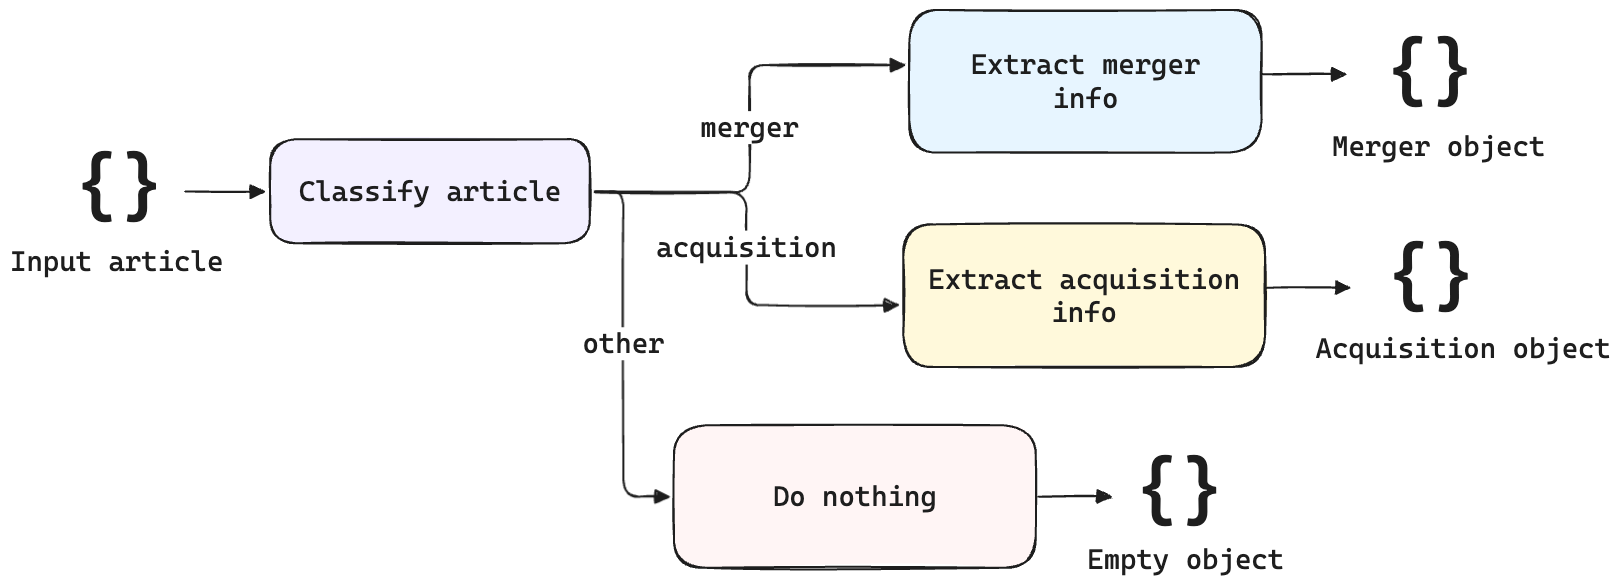 {}
Input article
Classify article
merger
acquisition
other
Extract merger
info
{}
Merger object
Extract acquisition
info
{}
Acquisition object
Do nothing
{}
Empty object